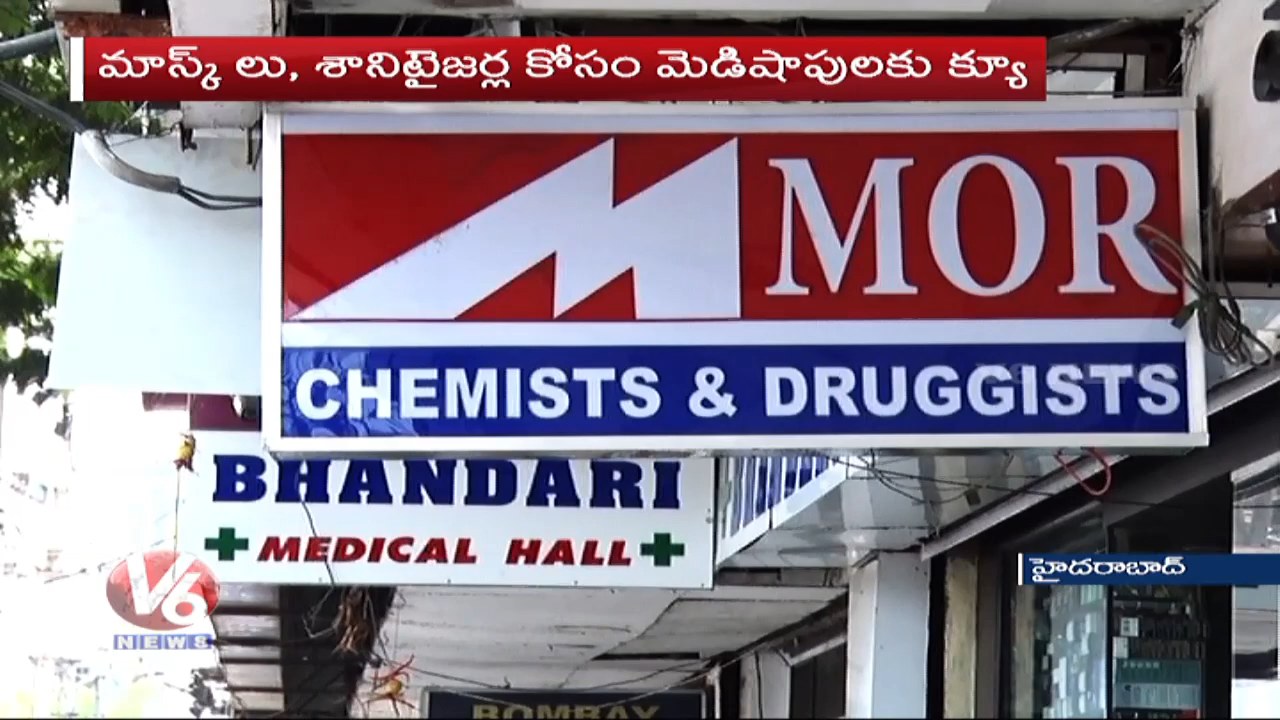 మాస్క్ లు, శానిటైజర్ల కోసం మెడిషాపులకు క్యూ
MOR
CHEMISTS & DRUGGISTS
BHANDARI
MEDICAL HALL
హైదరాబాద్
V6
NEWS
BOMBAY